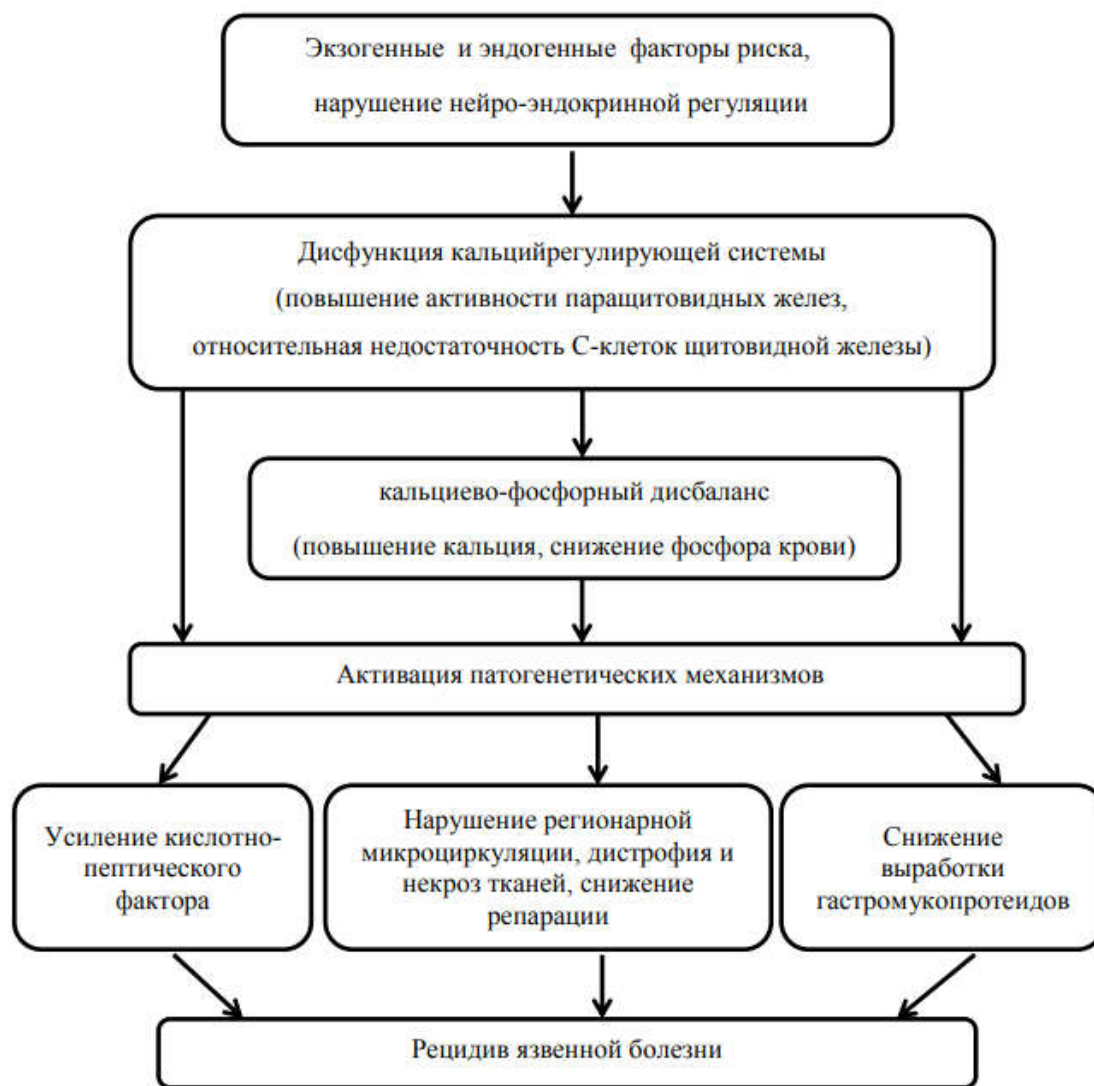 Экзогенные и эндогенные факторы риска,
нарушение нейро-эндокринной регуляции
Дисфункция кальцийрегулирующей системы
(повышение активности паращитовидных желез,
относительная недостаточность С-клеток щитовидной железы)
кальциево-фосфорный дисбаланс
(повышение кальция, снижение фосфора крови)
Активация патогенетических механизмов
Усиление кислотно-
пептического
фактора
Нарушение регионарной
микроциркуляции, дистрофия и
некроз тканей, снижение
репарации
Снижение
выработки
гастромукопротеидов
Рецидив язвенной болезни